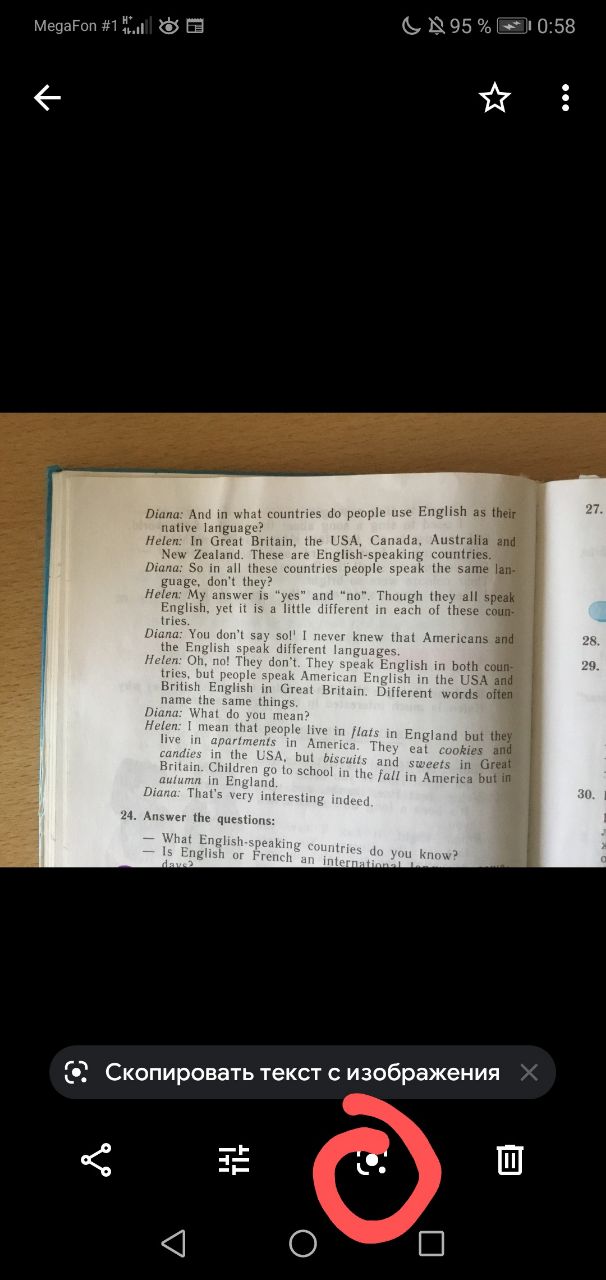 MegaFon #1 H+ 95 % 0:58
Diana: And in what countries do people use English as their
native language?
Helen: In Great Britain, the USA, Canada, Australia and
New Zealand. These are English-speaking countries.
Diana: So in all these countries people speak the same lan-
guage, don't they?
Helen: My answer is "yes" and "no". Though they all speak
English, yet it is a little different in each of these coun-
tries.
Diana: You don't say so!¹ I never knew that Americans and
the English speak different languages.
Helen: Oh, no! They don't. They speak English in both coun-
tries, but people speak American English in the USA and
British English in Great Britain. Different words often
name the same things.
Diana: What do you mean?
Helen: I mean that people live in flats in England but they
live in apartments in America. They eat cookies and
candies in the USA, but biscuits and sweets in Great
Britain. Children go to school in the fall in America but in
autumn in England.
Diana: That's very interesting indeed.
24. Answer the questions:
— What English-speaking countries do you know?
— Is English or French an international
days?
27.
28.
29.
30.
Скопировать текст с изображения